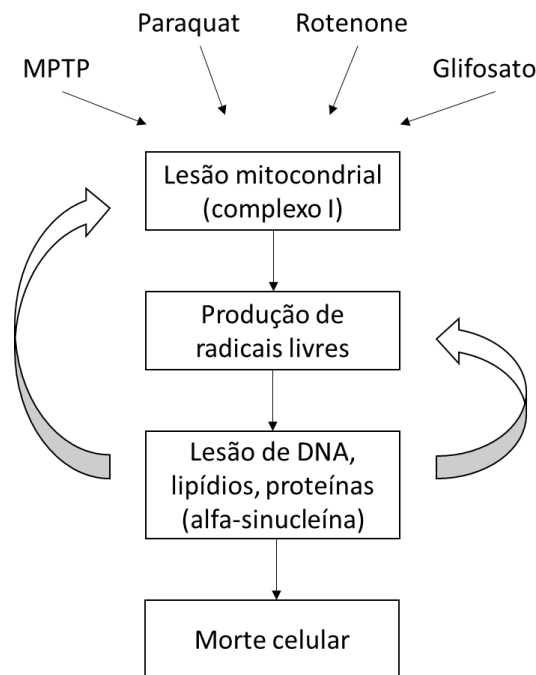 Paraquat
Rotenone
MPTP
Glifosato
Lesão mitocondrial
(complexo I)
Produção de
radicais livres
Lesão de DNA,
lipídios, proteínas
(alfa-sinucleína)
Morte celular